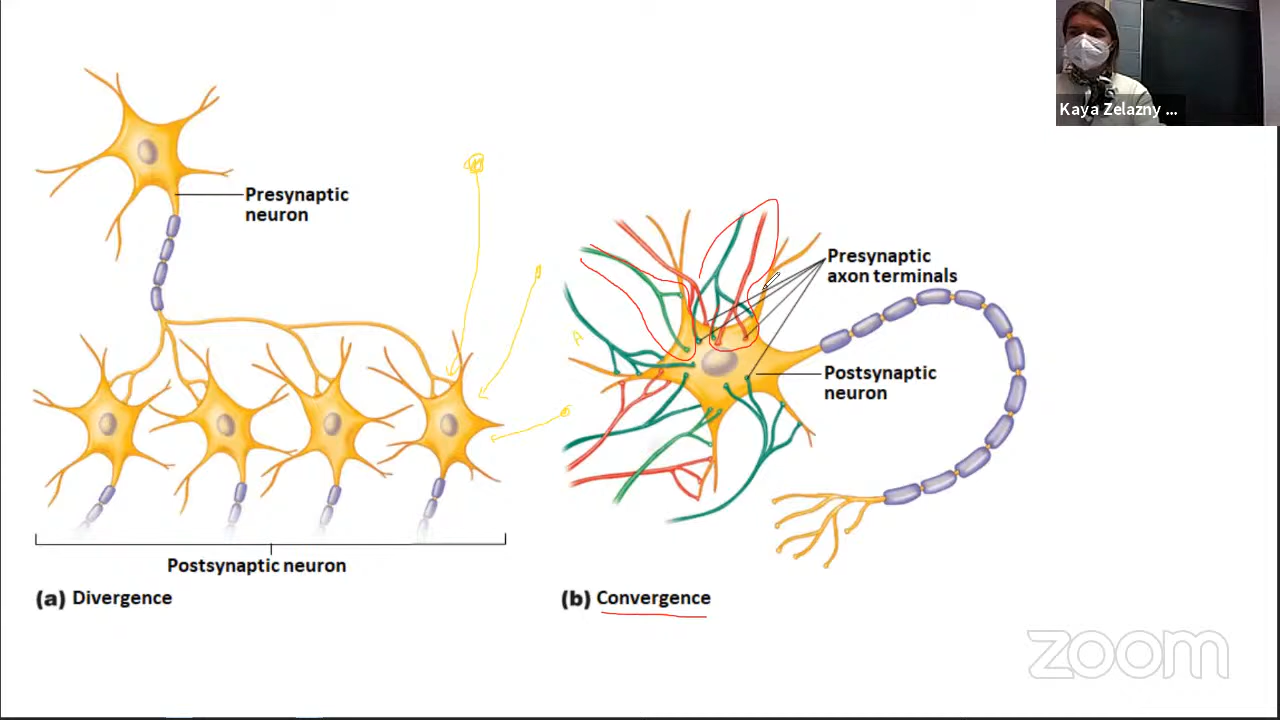 Kaya Zelazny ...
Presynaptic
neuron
Presynaptic
axon terminals
Postsynaptic
neuron
Postsynaptic neuron
(a) Divergence
(b) Convergence
zoom